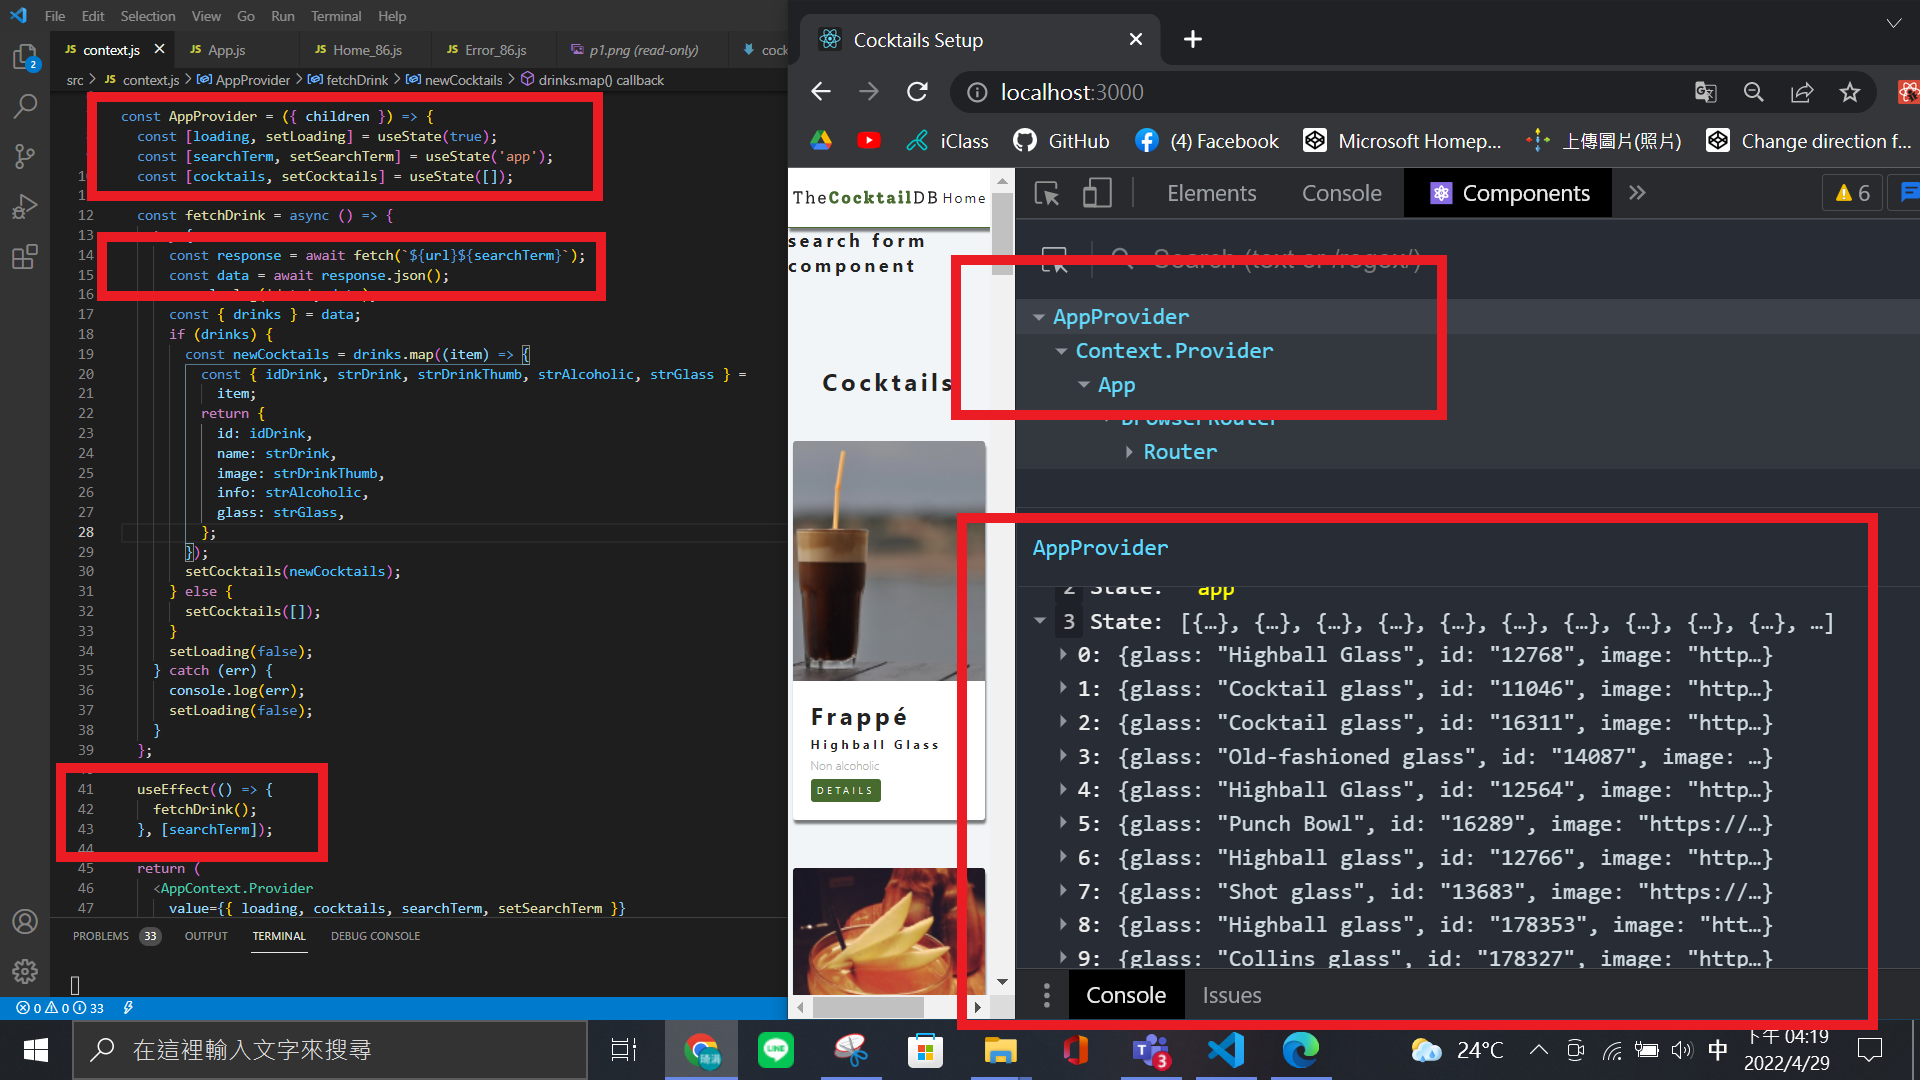 File Edit Selection View Go Run Terminal Help
JS context.js JS App.js JS Home_86.js JS Error_86.js p1.png (read-only) cock
src > JS context.js > AppProvider > fetchDrink > newCocktails > drinks.map() callback
const AppProvider = ({ children }) => {
const [loading, setLoading] = useState(true);
const [searchTerm, setSearchTerm] = useState('app');
10 const [cocktails, setCocktails] = useState([]);
12 const fetchDrink = async () => {
13
14 const response = await fetch(`${url}${searchTerm}`);
15 const data = await response.json();
16
17 const { drinks } = data;
18 if (drinks) {
19 const newCocktails = drinks.map((item) => {
20 const { idDrink, strDrink, strDrinkThumb, strAlcoholic, strGlass } =
21 item;
22 return {
23 id: idDrink,
24 name: strDrink,
25 image: strDrinkThumb,
26 info: strAlcoholic,
27 glass: strGlass,
28 };
29 });
30 setCocktails(newCocktails);
31 } else {
32 setCocktails([]);
33 }
34 setLoading(false);
35 } catch (err) {
36 console.log(err);
37 setLoading(false);
38 }
39 };
41 useEffect(() => {
42 fetchDrink();
43 }, [searchTerm]);
44
45 return (
46 <AppContext.Provider
47 value={{ loading, cocktails, searchTerm, setSearchTerm }}
PROBLEMS 33 OUTPUT TERMINAL DEBUG CONSOLE
0 0 33
2
Cocktails Setup
localhost:3000
iClass GitHub (4) Facebook Microsoft Homep... 上傳圖片(照片) Change direction f...
TheCocktailDB Home
search form
component
Cocktails
Frappé
Highball Glass
Non alcoholic
DETAILS
Elements Console Components » 6
Search (text or /regex/)
AppProvider
Context.Provider
App
BrowserRouter
Router
AppProvider
2 State: "app"
3 State: [{…}, {…}, {…}, {…}, {…}, {…}, {…}, {…}, {…}, {…}, …]
0: {glass: "Highball Glass", id: "12768", image: "http…}
1: {glass: "Cocktail glass", id: "11046", image: "http…}
2: {glass: "Cocktail glass", id: "16311", image: "http…}
3: {glass: "Old-fashioned glass", id: "14087", image: …}
4: {glass: "Highball Glass", id: "12564", image: "http…}
5: {glass: "Punch Bowl", id: "16289", image: "https://…}
6: {glass: "Highball glass", id: "12766", image: "http…}
7: {glass: "Shot glass", id: "13683", image: "https://…}
8: {glass: "Highball glass", id: "178353", image: "htt…}
9: {glass: "Collins glass", id: "178327", image: "http…}
Console Issues
在這裡輸入文字來搜尋
琦涓
LINE
3
24°C
中
下午 04:19
2022/4/29